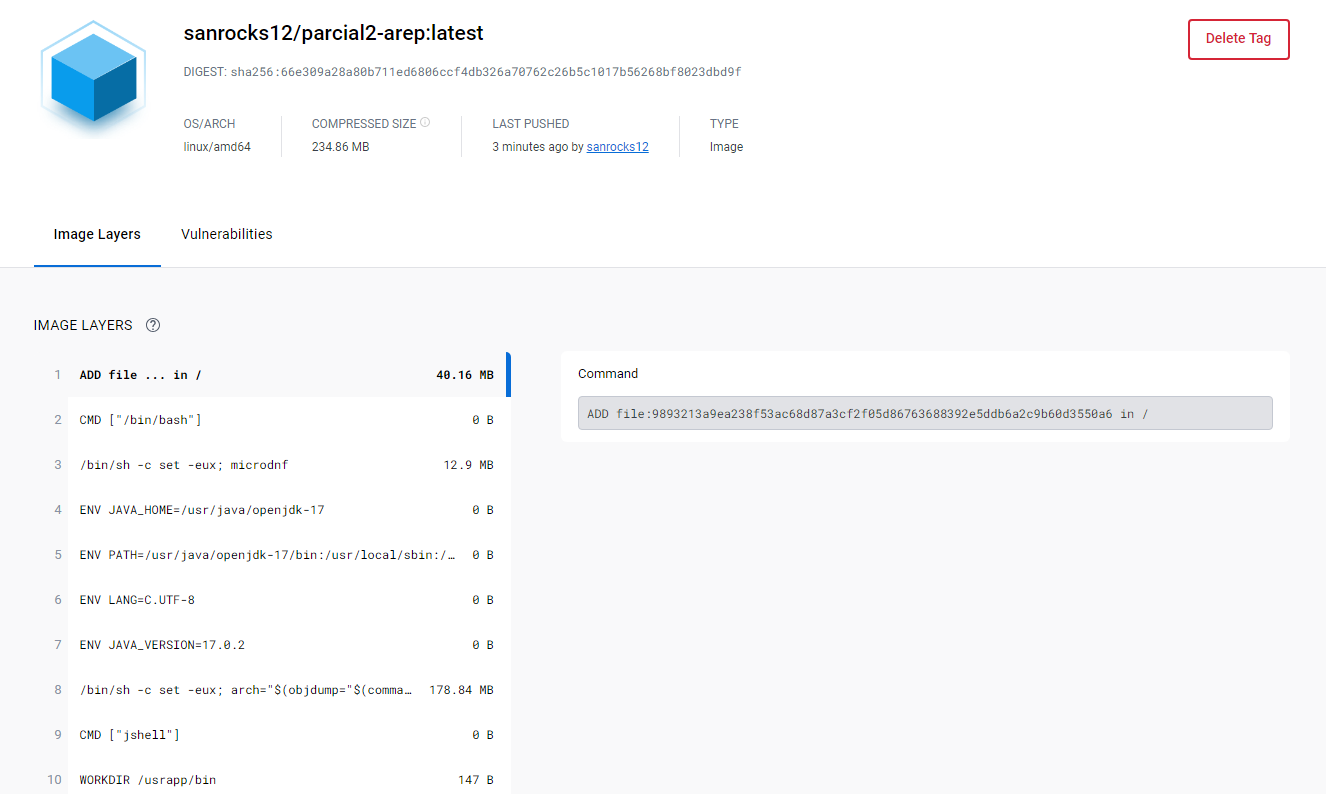 sanrocks12/parcial2-arep:latest
Delete Tag
DIGEST: sha256:66e309a28a80b711ed6806ccf4db326a70762c26b5c1017b56268bf8023dbd9f
OS/ARCH
linux/amd64
COMPRESSED SIZE
234.86 MB
LAST PUSHED
3 minutes ago by sanrocks12
TYPE
Image
Image Layers
Vulnerabilities
IMAGE LAYERS
1 ADD file ... in / 40.16 MB
2 CMD ["/bin/bash"] 0 B
3 /bin/sh -c set -eux; microdnf 12.9 MB
4 ENV JAVA_HOME=/usr/java/openjdk-17 0 B
5 ENV PATH=/usr/java/openjdk-17/bin:/usr/local/sbin:/… 0 B
6 ENV LANG=C.UTF-8 0 B
7 ENV JAVA_VERSION=17.0.2 0 B
8 /bin/sh -c set -eux; arch="$(objdump="$(comma… 178.84 MB
9 CMD ["jshell"] 0 B
10 WORKDIR /usrapp/bin 147 B
Command
ADD file:9893213a9ea238f53ac68d87a3cf2f05d86763688392e5ddb6a2c9b60d3550a6 in /